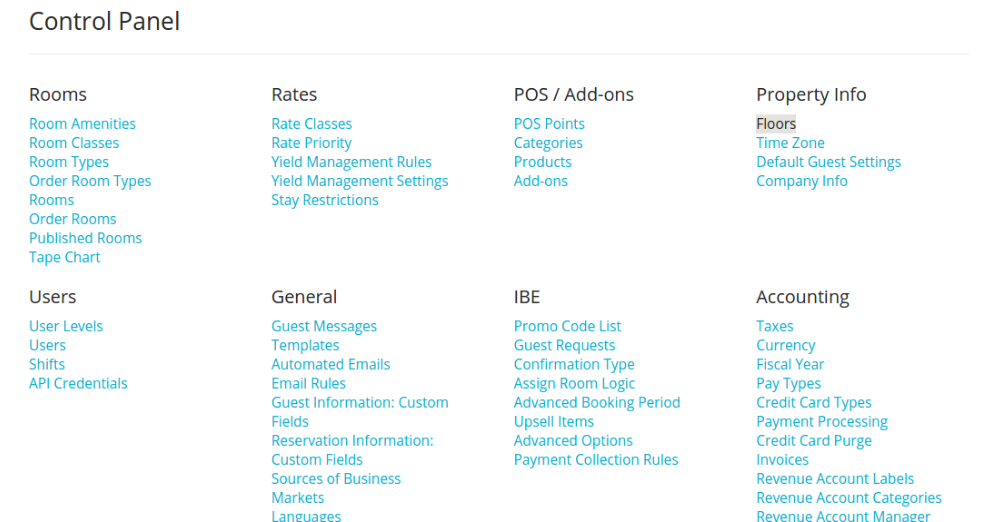 Control Panel
Rooms
Room Amenities
Room Classes
Room Types
Order Room Types
Rooms
Order Rooms
Published Rooms
Tape Chart
Rates
Rate Classes
Rate Priority
Yield Management Rules
Yield Management Settings
Stay Restrictions
POS / Add-ons
POS Points
Categories
Products
Add-ons
Property Info
Floors
Time Zone
Default Guest Settings
Company Info
Users
User Levels
Users
Shifts
API Credentials
General
Guest Messages
Templates
Automated Emails
Email Rules
Guest Information: Custom
Fields
Reservation Information:
Custom Fields
Sources of Business
Markets
Languages
IBE
Promo Code List
Guest Requests
Confirmation Type
Assign Room Logic
Advanced Booking Period
Upsell Items
Advanced Options
Payment Collection Rules
Accounting
Taxes
Currency
Fiscal Year
Pay Types
Credit Card Types
Payment Processing
Credit Card Purge
Invoices
Revenue Account Labels
Revenue Account Categories
Revenue Account Manager